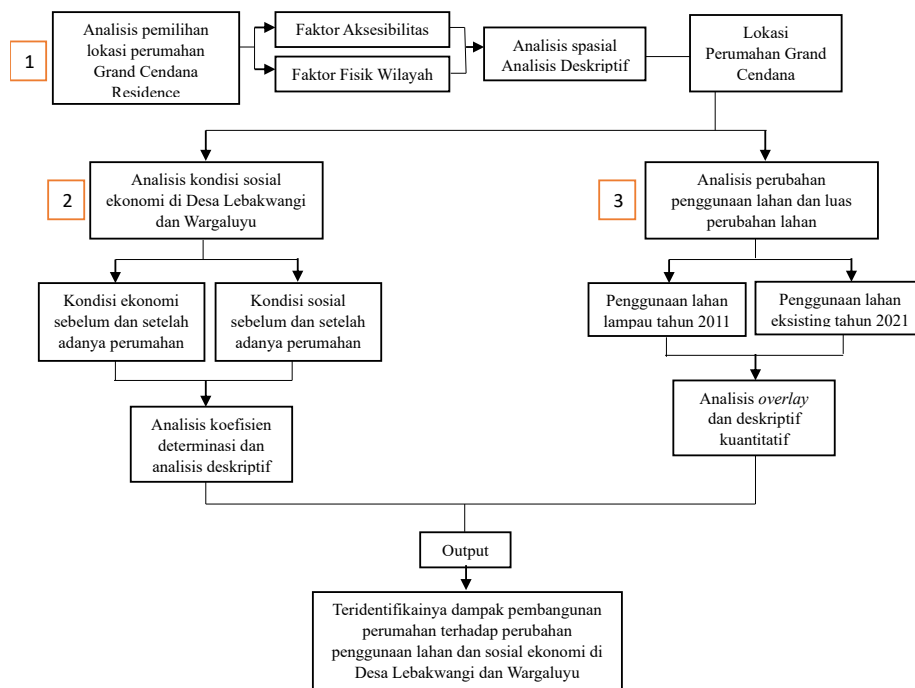 1
Analisis pemilihan
lokasi perumahan
Grand Cendana
Residence
Faktor Aksesibilitas
Faktor Fisik Wilayah
Analisis spasial
Analisis Deskriptif
Lokasi
Perumahan Grand
Cendana
2
Analisis kondisi sosial
ekonomi di Desa Lebakwangi
dan Wargaluyu
3
Analisis perubahan
penggunaan lahan dan luas
perubahan lahan
Kondisi ekonomi
sebelum dan setelah
adanya perumahan
Kondisi sosial
sebelum dan setelah
adanya perumahan
Penggunaan lahan
lampau tahun 2011
Penggunaan lahan
eksisting tahun 2021
Analisis koefisien
determinasi dan
analisis deskriptif
Analisis overlay
dan deskriptif
kuantitatif
Output
Teridentifikainya dampak pembangunan
perumahan terhadap perubahan
penggunaan lahan dan sosial ekonomi di
Desa Lebakwangi dan Wargaluyu